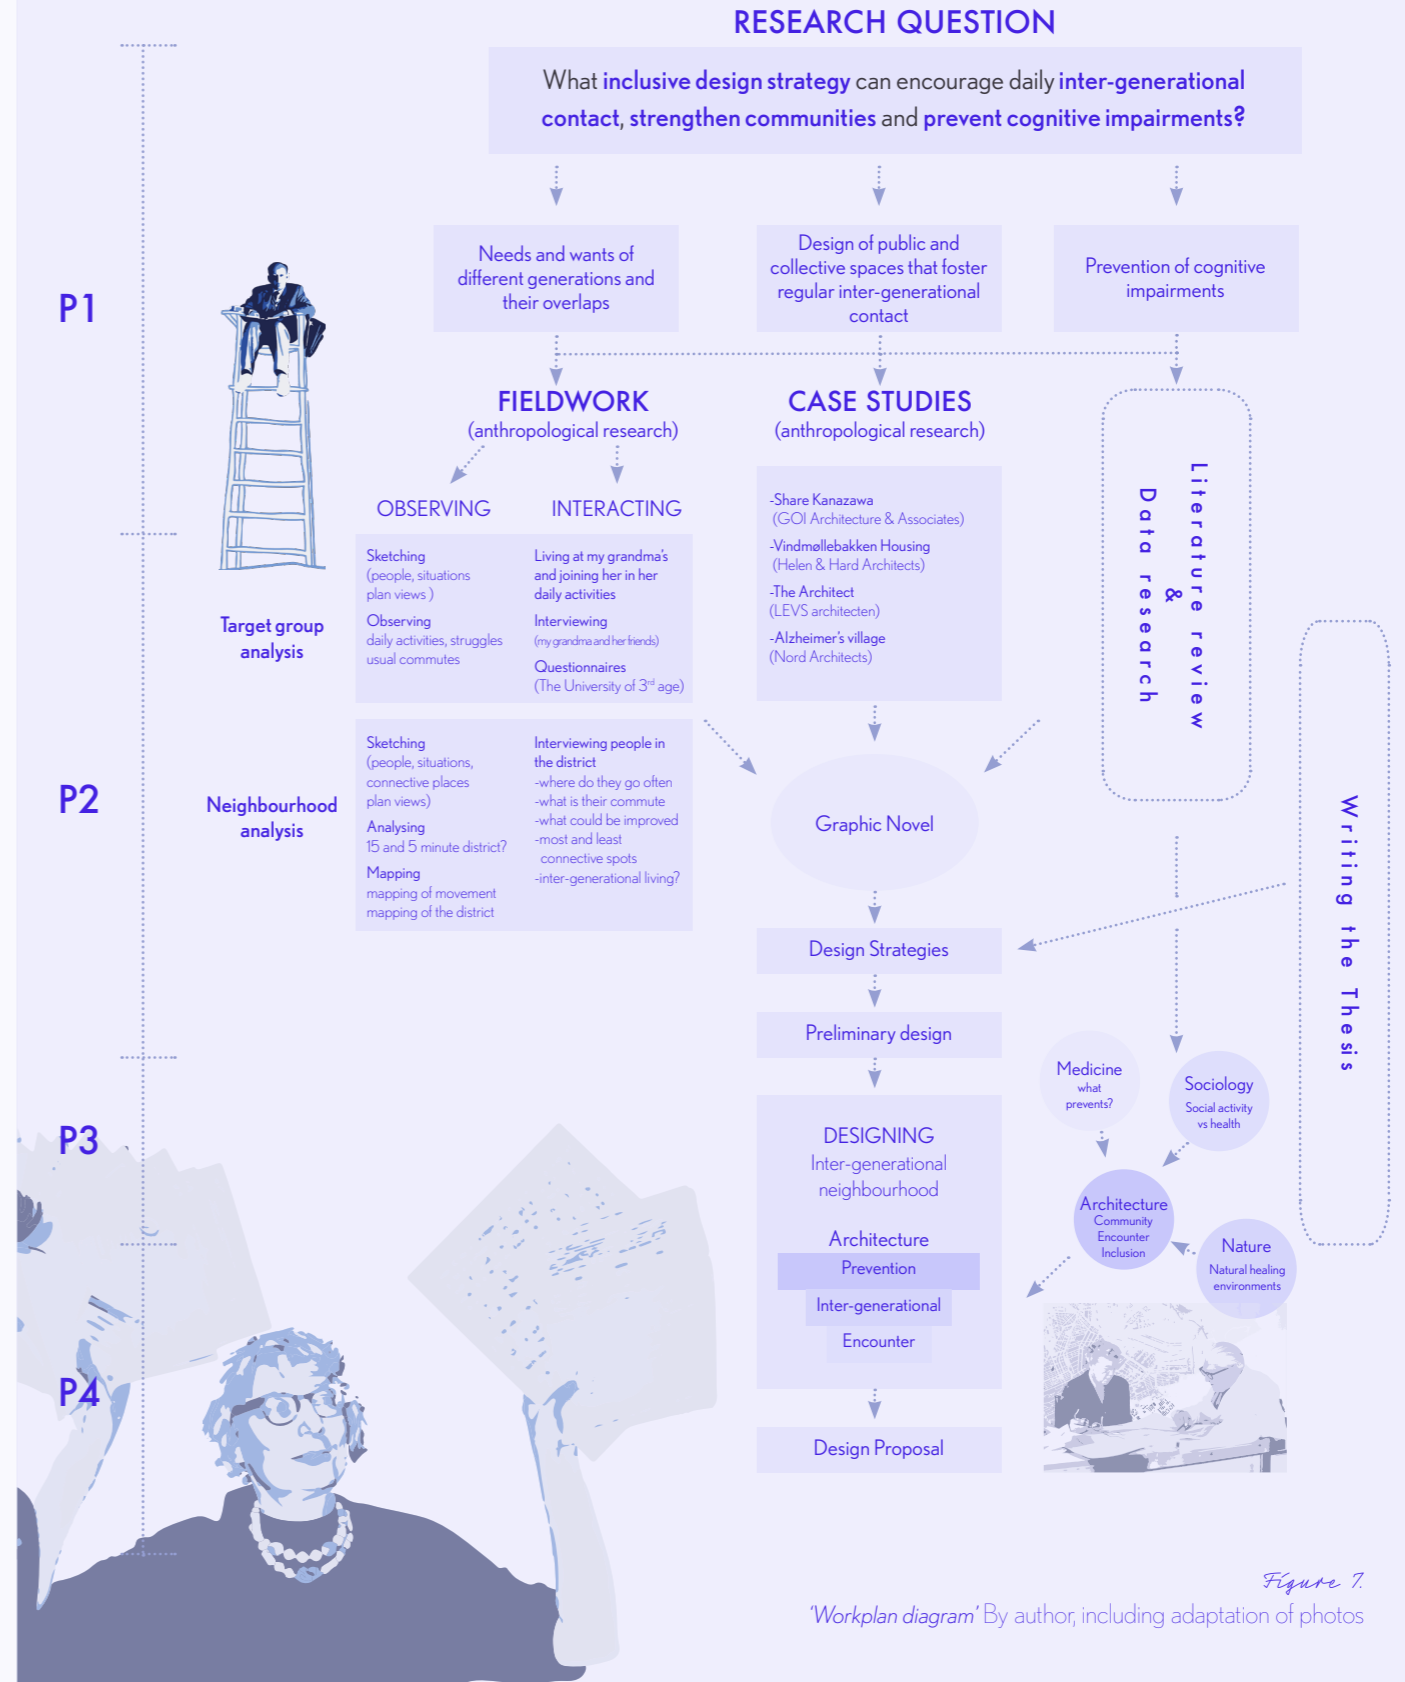 RESEARCH QUESTION
What inclusive design strategy can encourage daily inter-generational
contact, strengthen communities and prevent cognitive impairments?
P1
Needs and wants of
different generations and
their overlaps
Design of public and
collective spaces that foster
regular inter-generational
contact
Prevention of cognitive
impairments
FIELDWORK
(anthropological research)
CASE STUDIES
(anthropological research)
Literature review
&
Data research
OBSERVING
INTERACTING
Target group
analysis
Sketching
(people, situations
plan views )
Observing
daily activities, struggles
usual commutes
Living at my grandma's
and joining her in her
daily activities
Interviewing
(my grandma and her friends)
Questionnaires
(The University of 3rd age)
-Share Kanazawa
(GOI Architecture & Associates)
-Vindmøllebakken Housing
(Helen & Hard Architects)
-The Architect
(LEVS architecten)
-Alzheimer's village
(Nord Architects)
P2
Neighbourhood
analysis
Sketching
(people, situations,
connective places
plan views)
Analysing
15 and 5 minute district?
Mapping
mapping of movement
mapping of the district
Interviewing people in
the district
-where do they go often
-what is their commute
-what could be improved
-most and least
connective spots
-inter-generational living?
Graphic Novel
Writing the Thesis
Design Strategies
Preliminary design
P3
DESIGNING
Inter-generational
neighbourhood
Architecture
Prevention
Inter-generational
Encounter
Medicine
what
prevents?
Sociology
Social activity
vs health
Architecture
Community
Encounter
Inclusion
Nature
Natural healing
environments
P4
Design Proposal
Figure 7.
'Workplan diagram' By author, including adaptation of photos